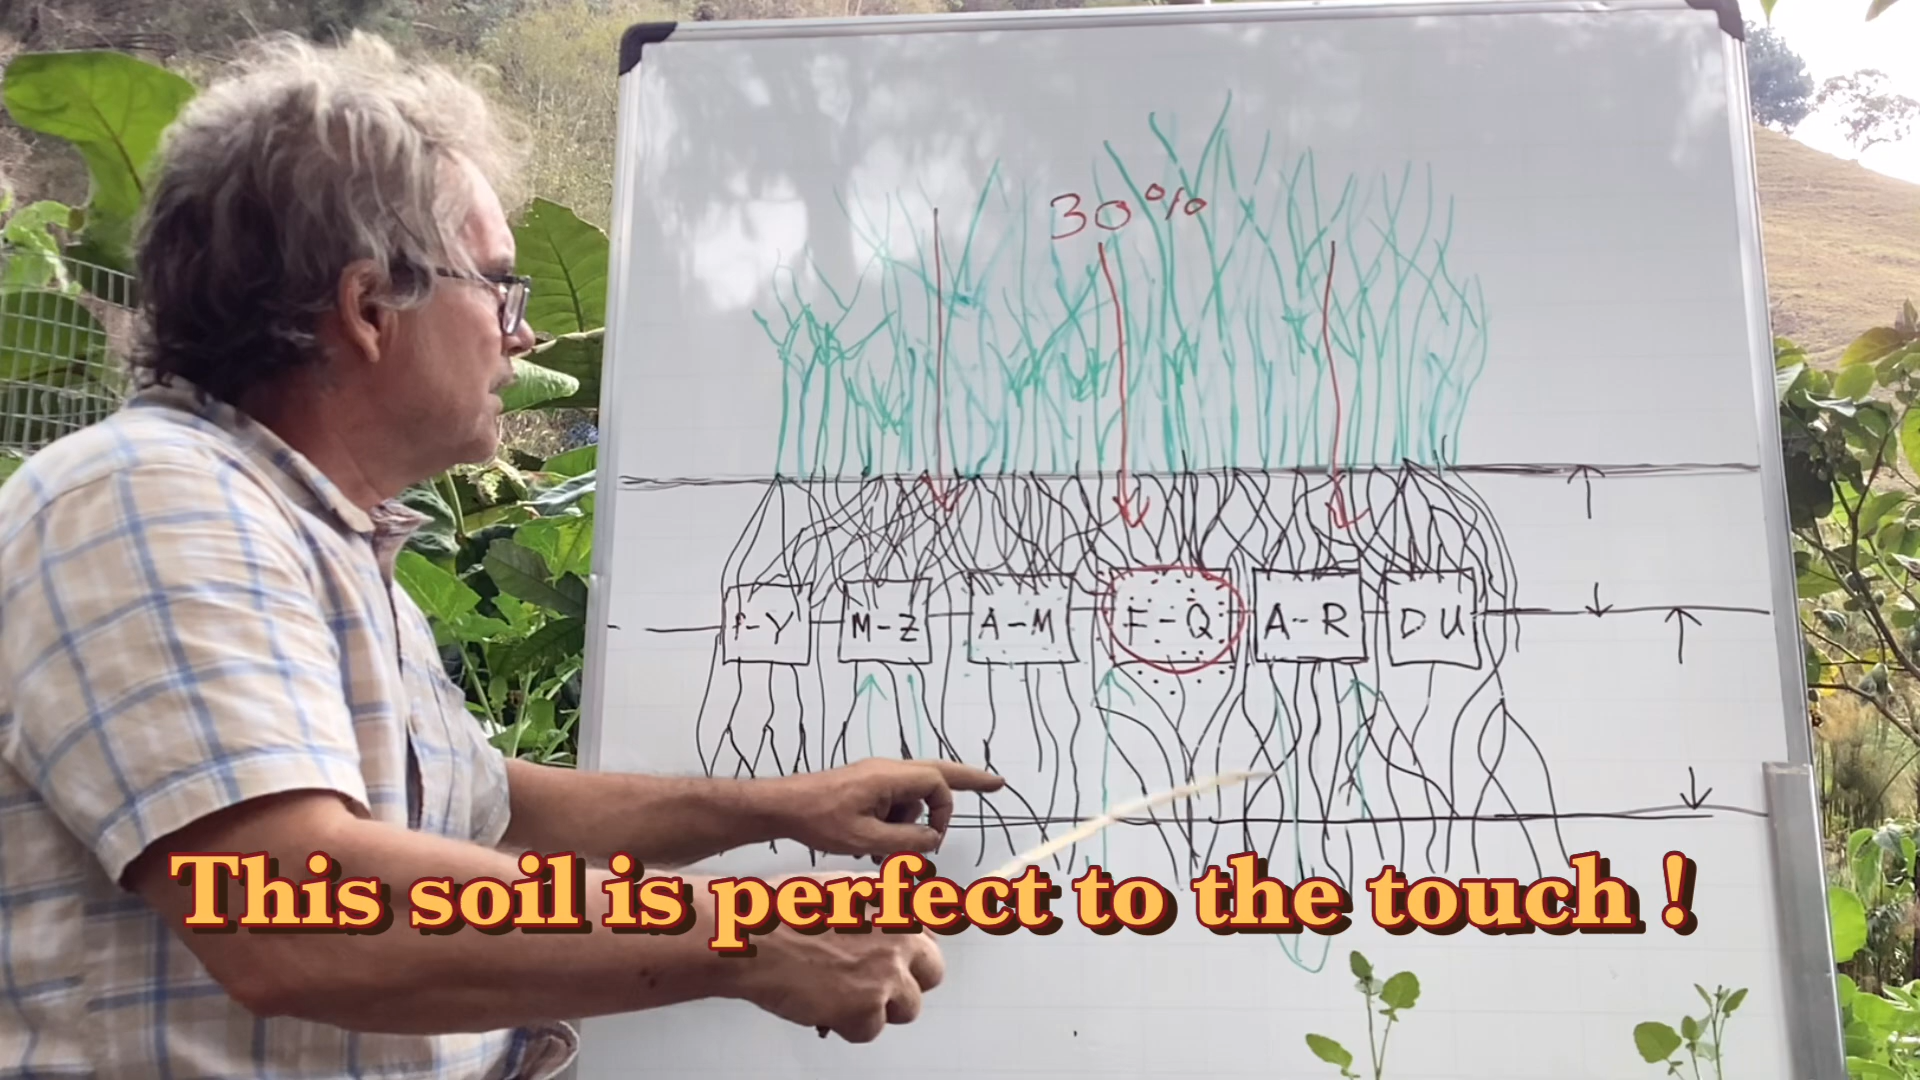 30%
M-Z A-M F-Q A-R DU
This soil is perfect to the touch !